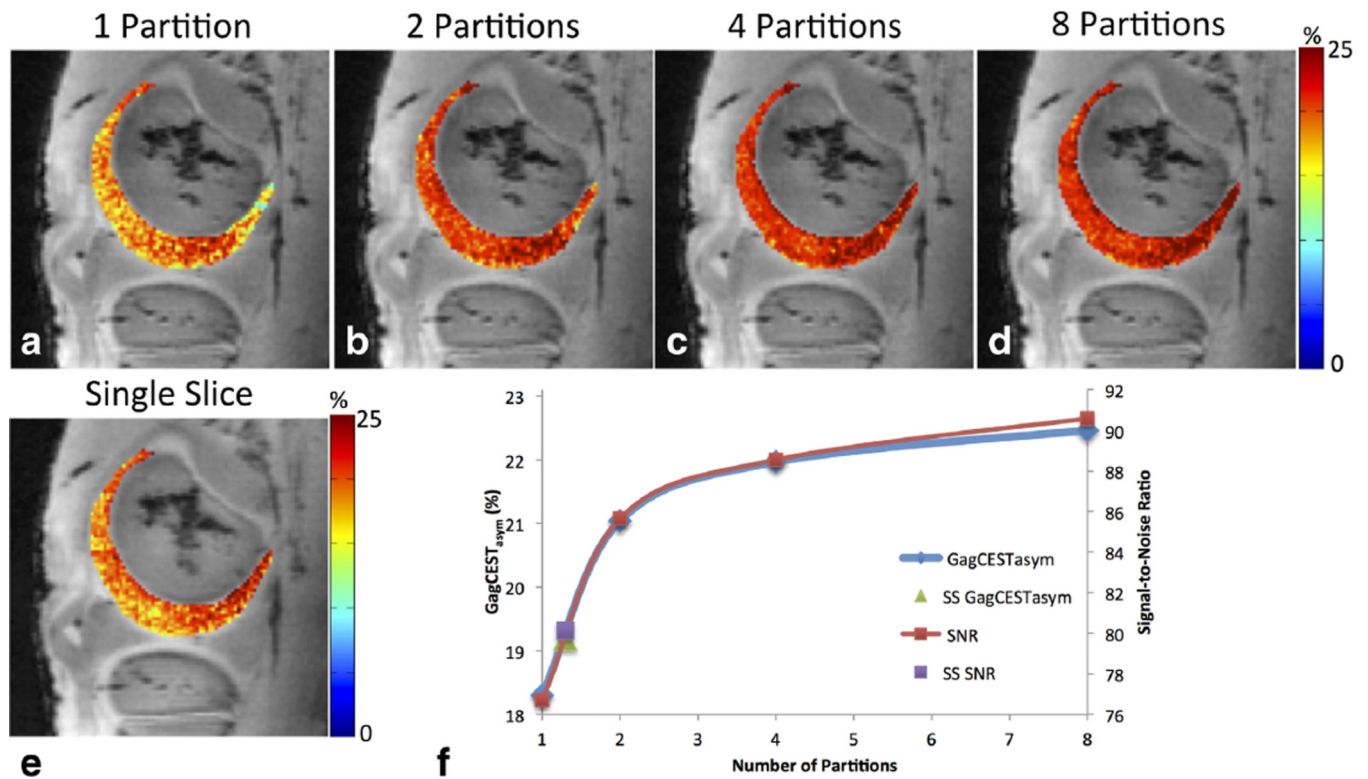 1 Partition
2 Partitions
4 Partitions
8 Partitions
%
25
0
a
b
c
d
Single Slice
%
25
0
e
23
22
21
20
19
18
GagCESTasym (%)
92
90
88
86
84
82
80
78
76
Signal-to-Noise Ratio
GagCESTasym
SS GagCESTasym
SNR
SS SNR
1 2 3 4 5 6 7 8
Number of Partitions
f